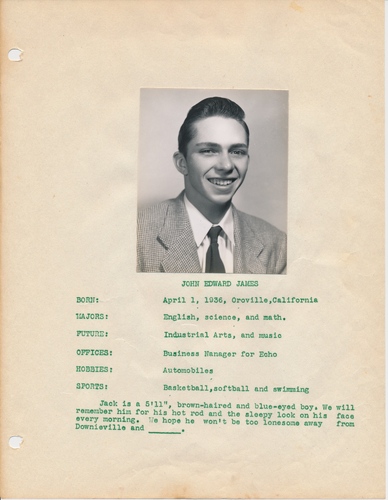 JOHN EDWARD JAMES
BORN: April 1, 1936, Oroville,California
MAJORS: English, science, and math.
FUTURE: Industrial Arts, and music
OFFICES: Business Manager for Echo
HOBBIES: Automobiles
SPORTS: Basketball,softball and swimming
Jack is a 5'11", brown-haired and blue-eyed boy. We will
remember him for his hot rod and the sleepy look on his face
every morning. We hope he won't be too lonesome away from
Downieville and ______.